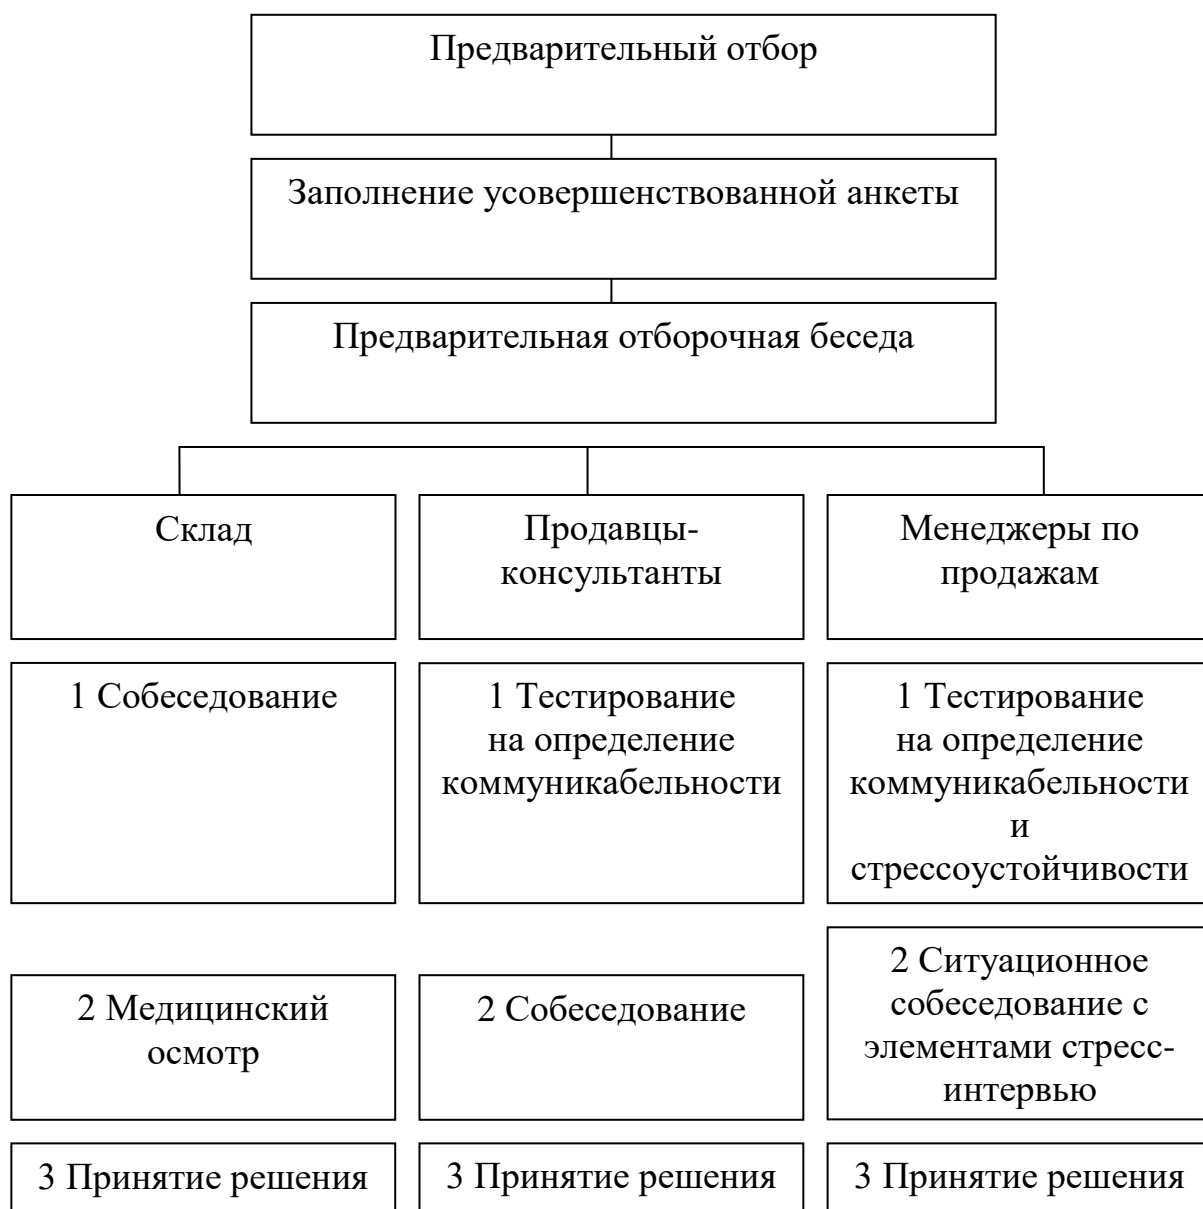 Предварительный отбор
Заполнение усовершенствованной анкеты
Предварительная отборочная беседа
Склад
Продавцы-
консультанты
Менеджеры по
продажам
1 Собеседование
1 Тестирование
на определение
коммуникабельности
1 Тестирование
на определение
коммуникабельности
и
стрессоустойчивости
2 Медицинский
осмотр
2 Собеседование
2 Ситуационное
собеседование с
элементами стресс-
интервью
3 Принятие решения
3 Принятие решения
3 Принятие решения